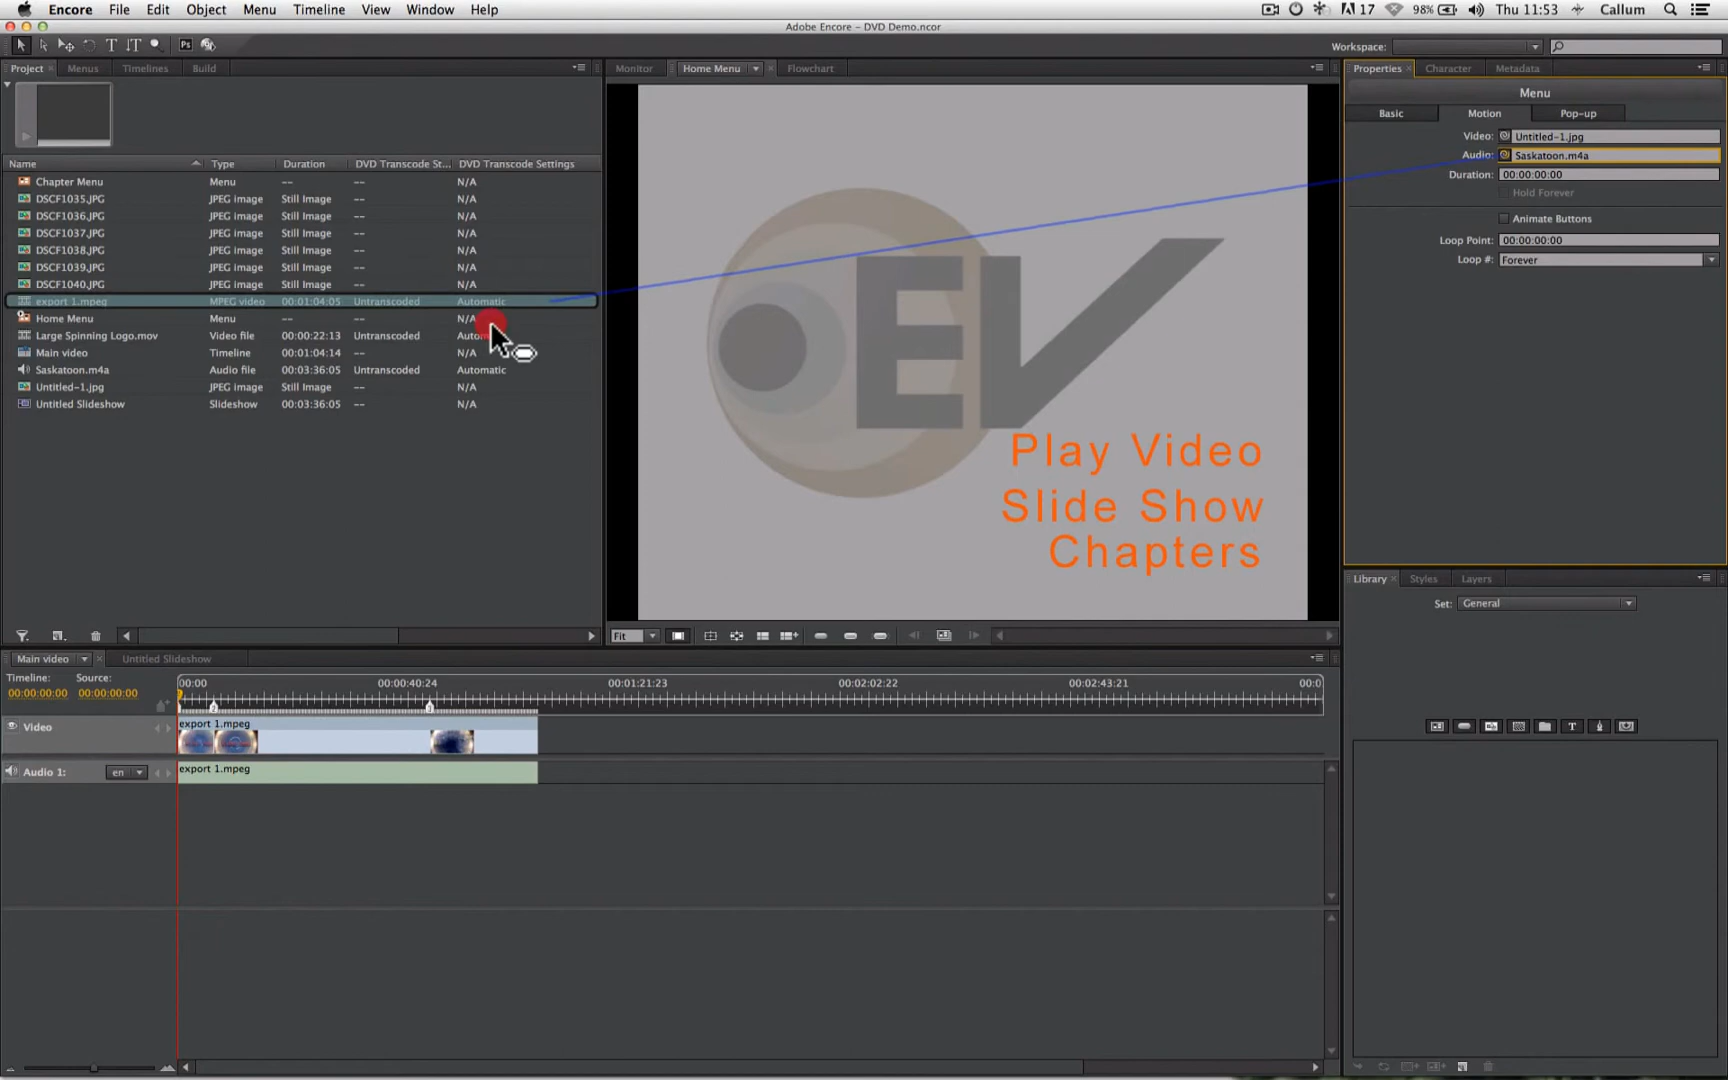 Encore File Edit Object Menu Timeline View Window Help 17 98% Thu 11:53 Callum
Adobe Encore – DVD Demo.ncor
T Ps Workspace:
Project Menus Timelines Build Monitor Home Menu Flowchart Properties Character Metadata
Menu
Basic Motion Pop-up
Video: Untitled-1.jpg
Audio: Saskatoon.m4a
Duration: 00:00:00:00
Hold Forever
Animate Buttons
Loop Point: 00:00:00:00
Loop #: Forever
Name Type Duration DVD Transcode St... DVD Transcode Settings
Chapter Menu Menu -- -- N/A
DSCF1035.JPG JPEG image Still Image -- N/A
DSCF1036.JPG JPEG image Still Image -- N/A
DSCF1037.JPG JPEG image Still Image -- N/A
DSCF1038.JPG JPEG image Still Image -- N/A
DSCF1039.JPG JPEG image Still Image -- N/A
DSCF1040.JPG JPEG image Still Image -- N/A
export 1.mpeg MPEG video 00:01:04:05 Untranscoded Automatic
Home Menu Menu -- -- N/A
Large Spinning Logo.mov Video file 00:00:22:13 Untranscoded
Main video Timeline 00:01:04:14 -- N/A
Saskatoon.m4a Audio file 00:03:36:05 Untranscoded Automatic
Untitled-1.jpg JPEG image Still Image -- N/A
Untitled Slideshow Slideshow 00:03:36:05 -- N/A
EV
Play Video
Slide Show
Chapters
Fit
Library Styles Layers
Set: General
T
Main video Untitled Slideshow
Timeline: Source:
00:00:00:00 00:00:00:00
00:00 00:00:40:24 00:01:21:23 00:02:02:22 00:02:43:21 00:0
Video export 1.mpeg
Audio 1: en export 1.mpeg